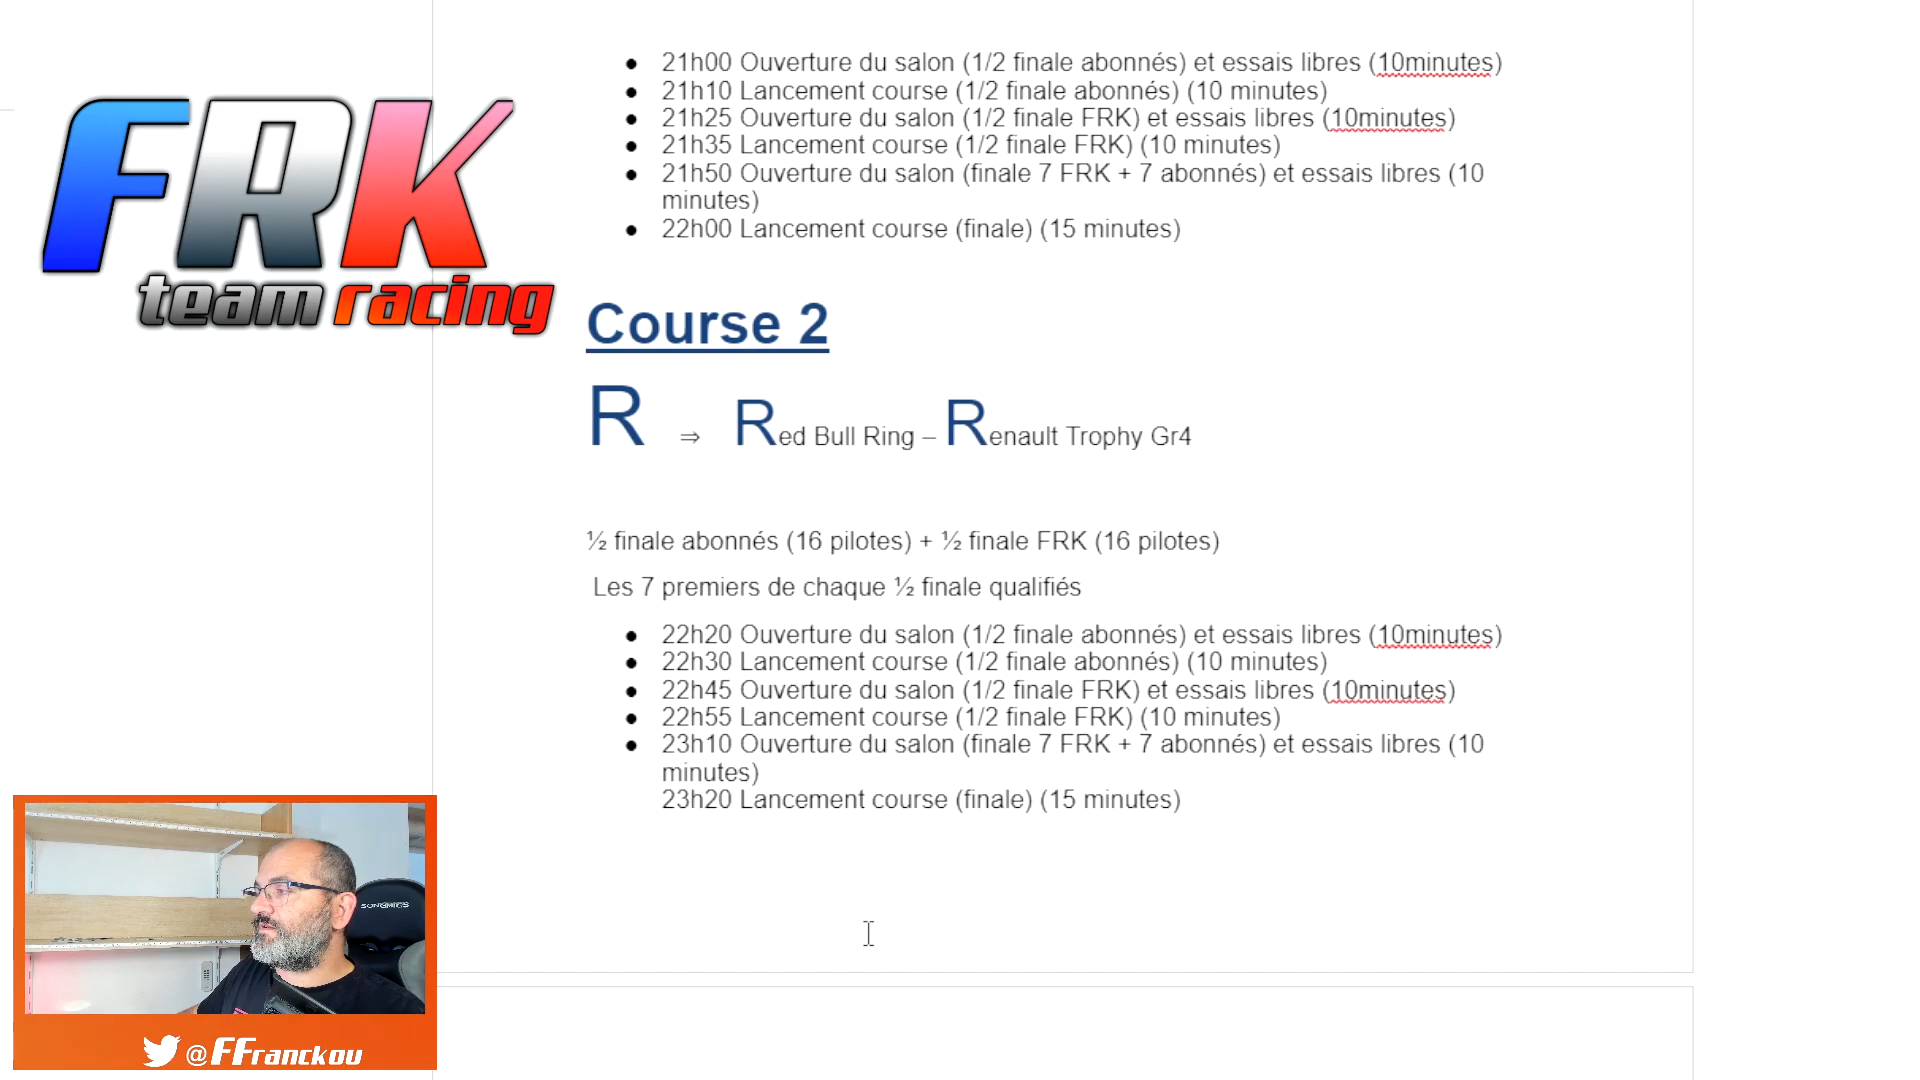 FRK
team racing
21h00 Ouverture du salon (1/2 finale abonnés) et essais libres (10minutes)
21h10 Lancement course (1/2 finale abonnés) (10 minutes)
21h25 Ouverture du salon (1/2 finale FRK) et essais libres (10minutes)
21h35 Lancement course (1/2 finale FRK) (10 minutes)
21h50 Ouverture du salon (finale 7 FRK + 7 abonnés) et essais libres (10
minutes)
22h00 Lancement course (finale) (15 minutes)
Course 2
R ⇒ Red Bull Ring – Renault Trophy Gr4
½ finale abonnés (16 pilotes) + ½ finale FRK (16 pilotes)
Les 7 premiers de chaque ½ finale qualifiés
22h20 Ouverture du salon (1/2 finale abonnés) et essais libres (10minutes)
22h30 Lancement course (1/2 finale abonnés) (10 minutes)
22h45 Ouverture du salon (1/2 finale FRK) et essais libres (10minutes)
22h55 Lancement course (1/2 finale FRK) (10 minutes)
23h10 Ouverture du salon (finale 7 FRK + 7 abonnés) et essais libres (10
minutes)
23h20 Lancement course (finale) (15 minutes)
SONGMICS
@FFranckou